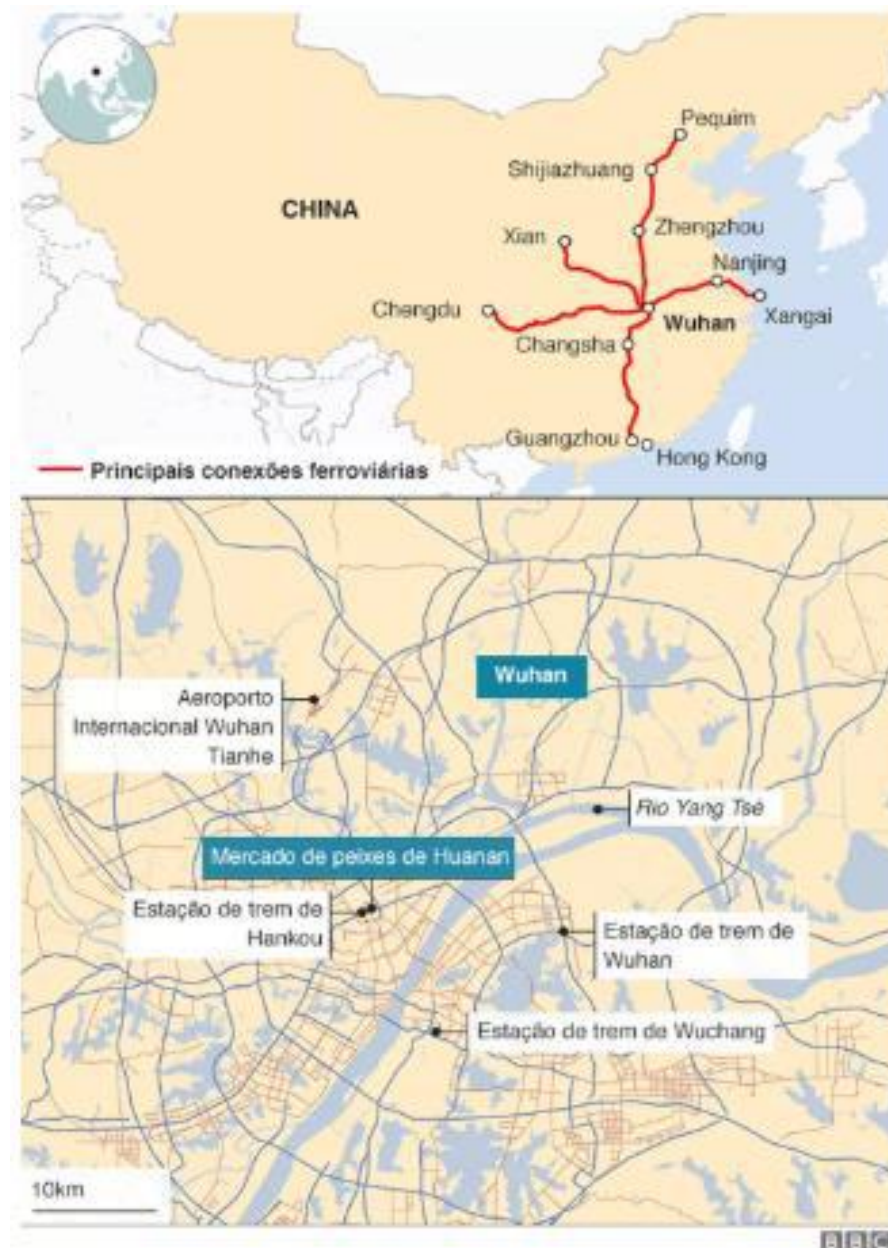 Pequim
Shijiazhuang
CHINA
Zhengzhou
Xian
Nanjing
Chengdu
Wuhan
Xangai
Changsha
Guangzhou
Hong Kong
Principais conexões ferroviárias
Wuhan
Aeroporto
Internacional Wuhan
Tianhe
Rio Yang Tsé
Mercado de peixes de Huanan
Estação de trem de
Hankou
Estação de trem de
Wuhan
Estação de trem de Wuchang
10km
BBC